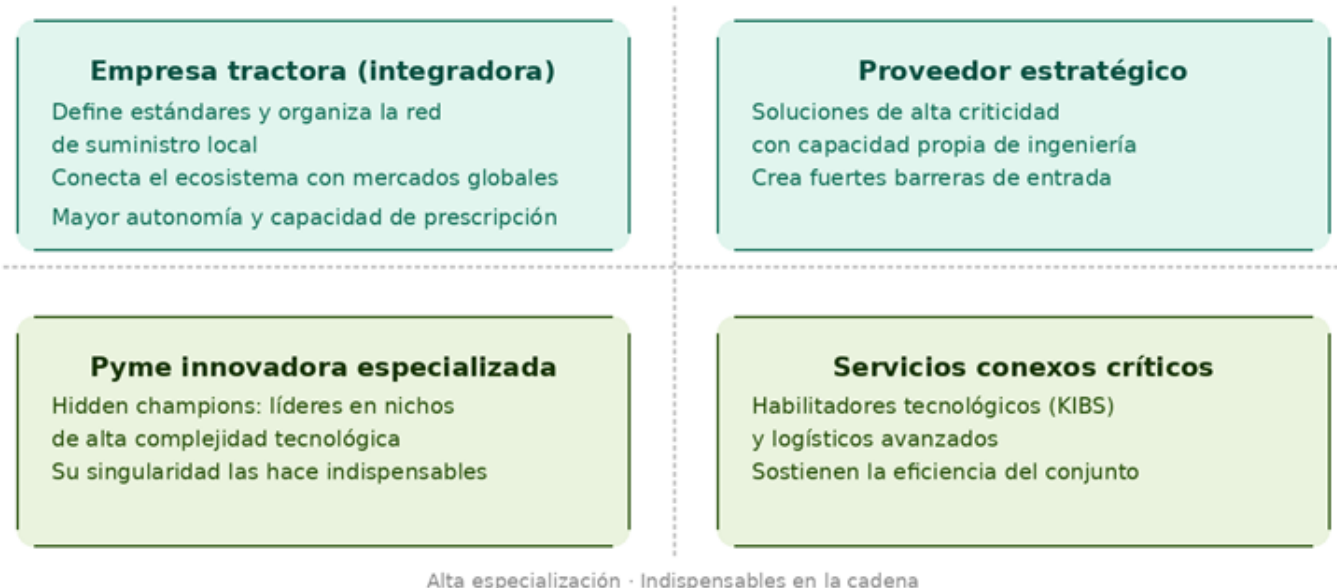 Empresa tractora (integradora)
Define estándares y organiza la red
de suministro local
Conecta el ecosistema con mercados globales
Mayor autonomía y capacidad de prescripción
Proveedor estratégico
Soluciones de alta criticidad
con capacidad propia de ingeniería
Crea fuertes barreras de entrada
Pyme innovadora especializada
Hidden champions: líderes en nichos
de alta complejidad tecnológica
Su singularidad las hace indispensables
Servicios conexos críticos
Habilitadores tecnológicos (KIBS)
y logísticos avanzados
Sostienen la eficiencia del conjunto
Alta especialización · Indispensables en la cadena